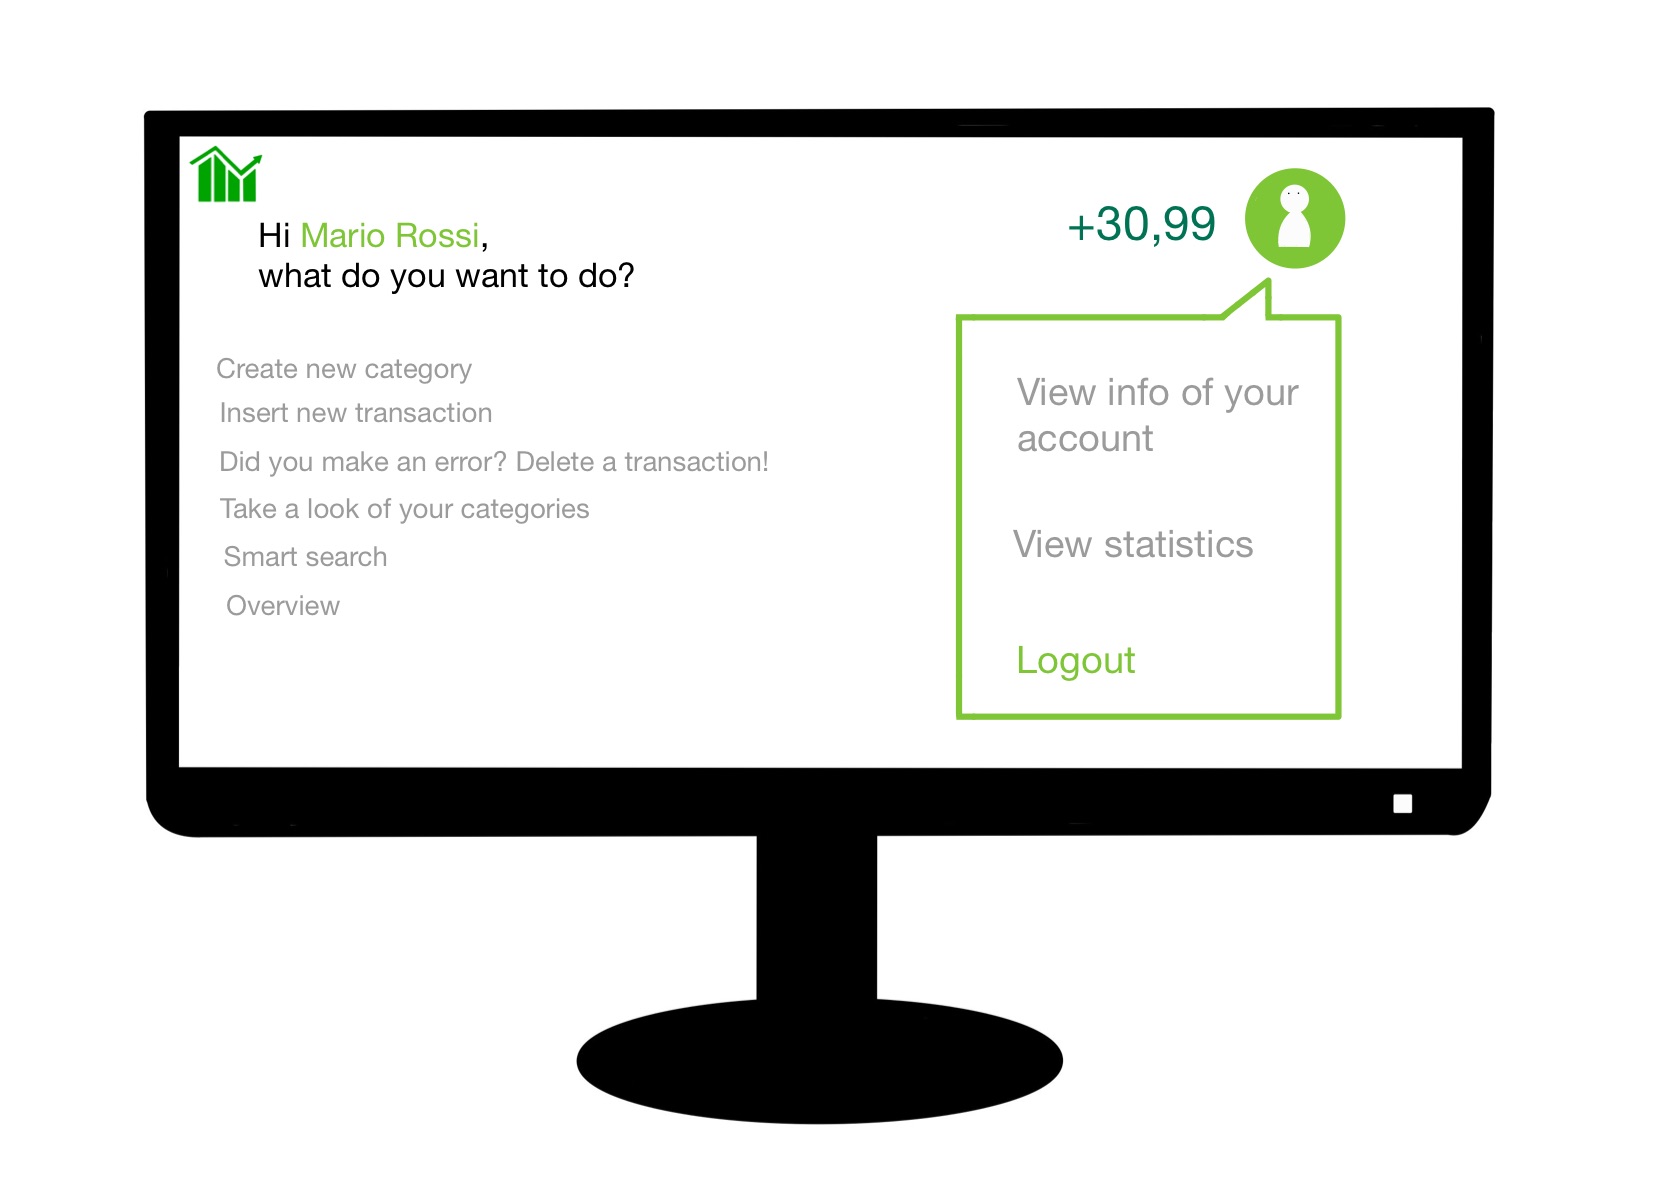 Hi Mario Rossi,
what do you want to do?
+30,99
Create new category
Insert new transaction
Did you make an error? Delete a transaction!
Take a look of your categories
Smart search
Overview
View info of your
account
View statistics
Logout